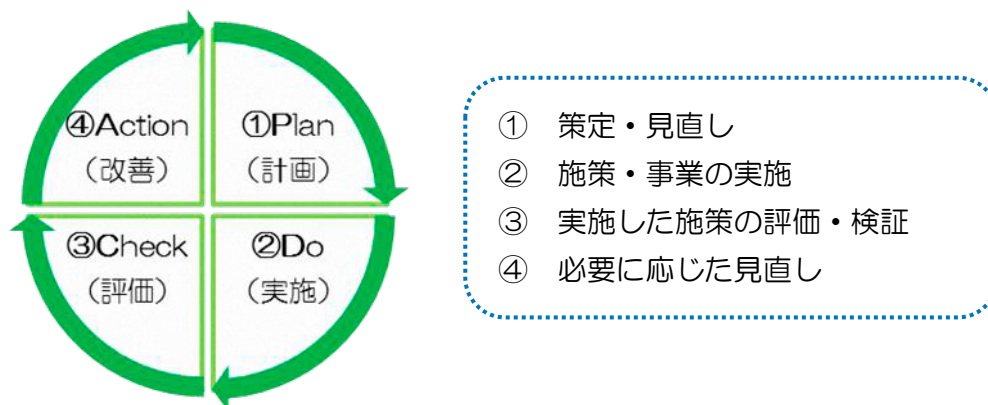 ④Action
（改善）
①Plan
（計画）
③Check
（評価）
②Do
（実施）
①　策定・見直し
②　施策・事業の実施
③　実施した施策の評価・検証
④　必要に応じた見直し